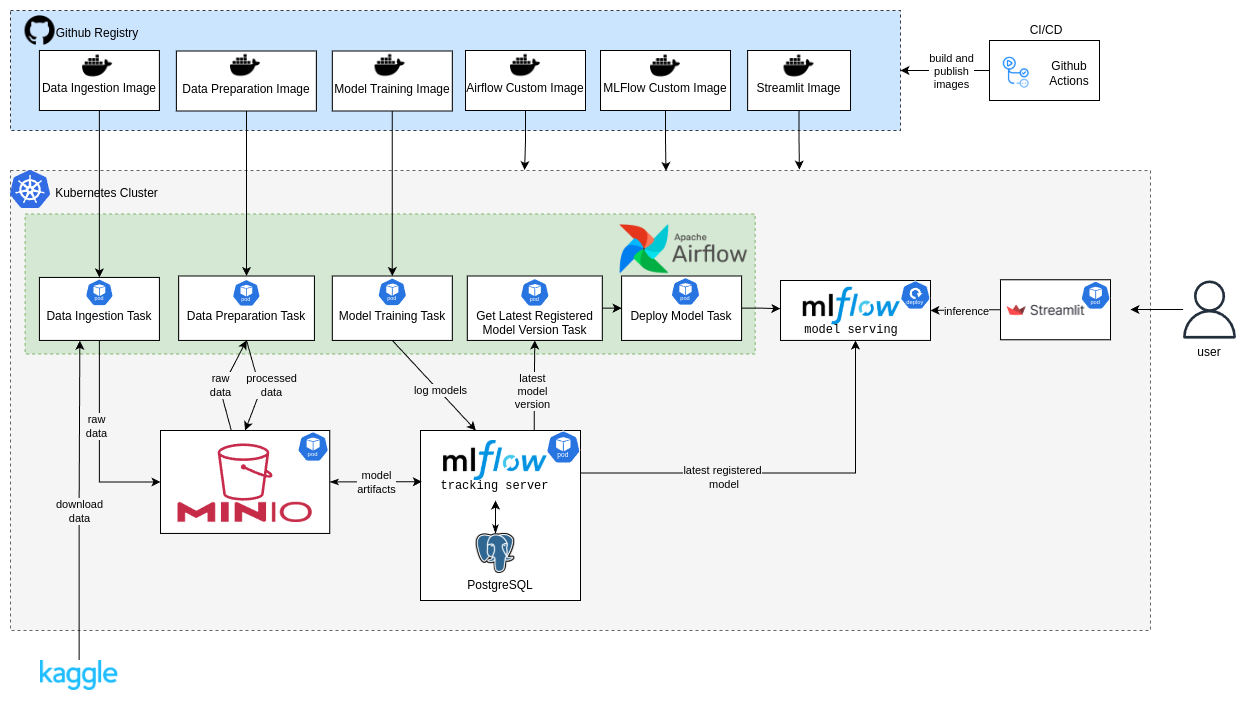 Github Registry
Data Ingestion Image
Data Preparation Image
Model Training Image
Airflow Custom Image
MLFlow Custom Image
Streamlit Image
build and
publish
images
CI/CD
Github
Actions
Kubernetes Cluster
Apache
Airflow
pod
Data Ingestion Task
pod
Data Preparation Task
pod
Model Training Task
pod
Get Latest Registered
Model Version Task
pod
Deploy Model Task
deploy
mlflow
model serving
inference
pod
Streamlit
user
raw
data
raw
data
processed
data
log models
latest
model
version
download
data
pod
MINIO
model
artifacts
pod
mlflow
tracking server
PostgreSQL
latest registered
model
kaggle